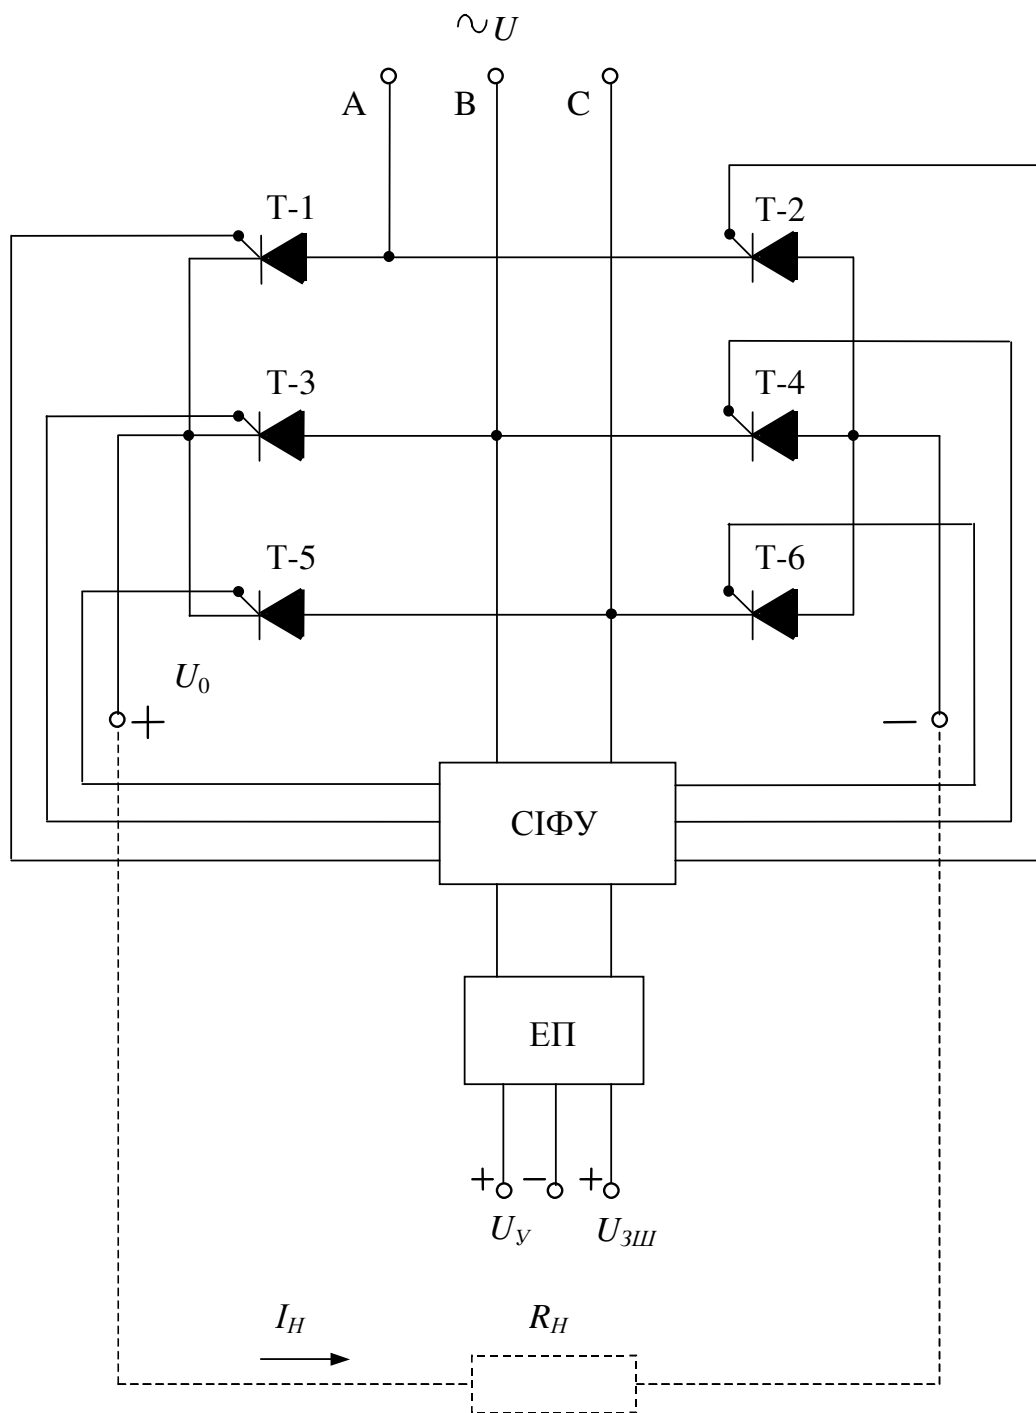 ~U
А В С
Т-1 Т-2
Т-3 Т-4
Т-5 Т-6
U0
+ −
СІФУ
ЕП
+ − +
UУ UЗШ
IН RН